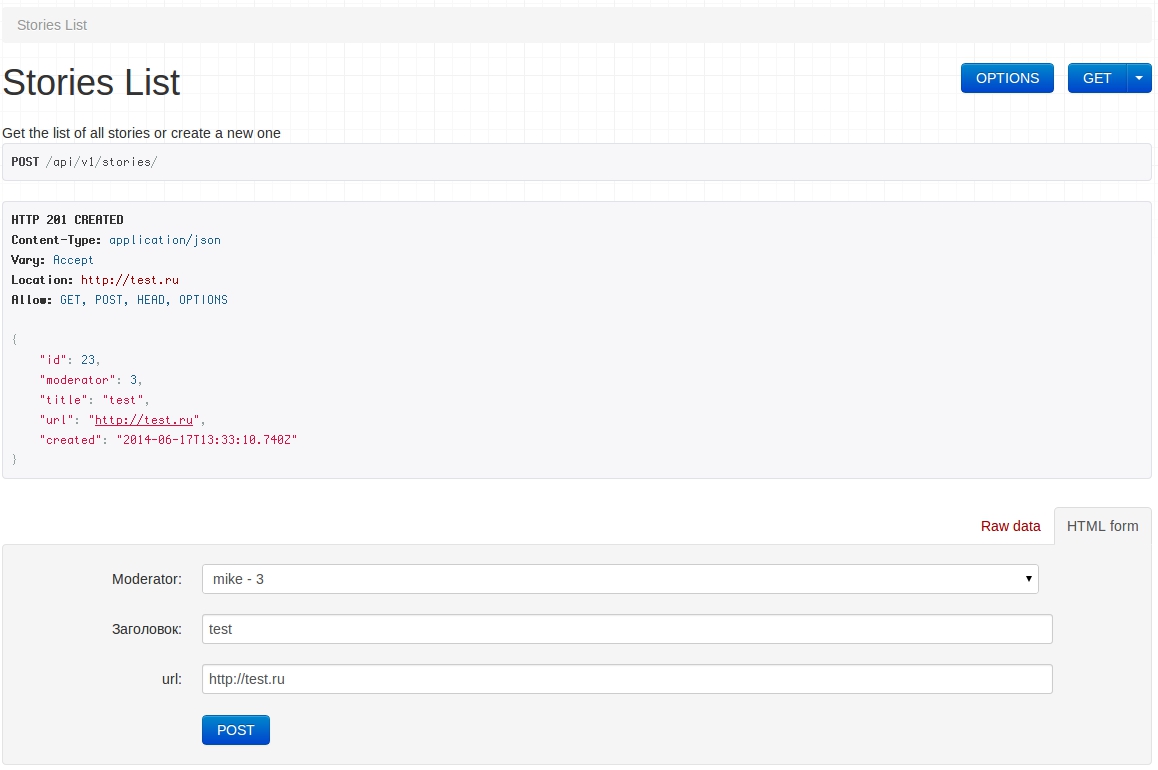 Stories List
Stories List
OPTIONS
GET
Get the list of all stories or create a new one
POST /api/v1/stories/
HTTP 201 CREATED
Content-Type: application/json
Vary: Accept
Location: http://test.ru
Allow: GET, POST, HEAD, OPTIONS
{
"id": 23,
"moderator": 3,
"title": "test",
"url": "http://test.ru",
"created": "2014-06-17T13:33:10.740Z"
}
Raw data
HTML form
Moderator: mike - 3
Заголовок: test
url: http://test.ru
POST